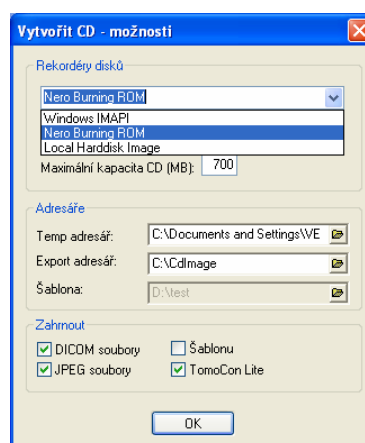 Vytvořit CD - možnosti
Rekordéry disků
Nero Burning ROM
Windows IMAPI
Nero Burning ROM
Local Harddisk Image
Maximální kapacita CD (MB): 700
Adresáře
Temp adresář: C:\Documents and Settings\VE
Export adresář: C:\CdImage
Šablona: D:\test
Zahrnout
DICOM soubory Šablonu
JPEG soubory TomoCon Lite
OK